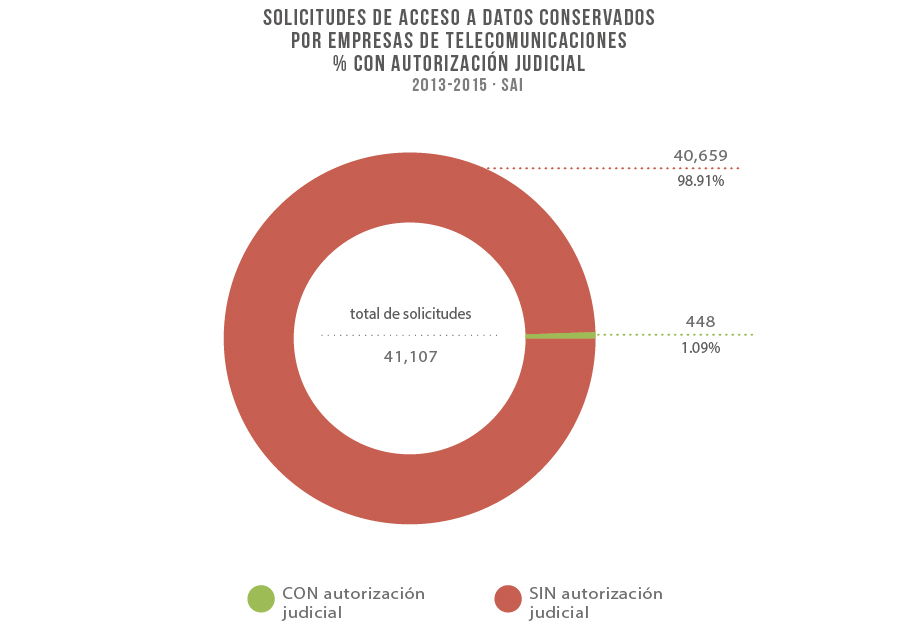 SOLICITUDES DE ACCESO A DATOS CONSERVADOS
POR EMPRESAS DE TELECOMUNICACIONES
% CON AUTORIZACIÓN JUDICIAL
2013-2015 · SAI
40,659
98.91%
total de solicitudes
41,107
448
1.09%
CON autorización
judicial
SIN autorización
judicial